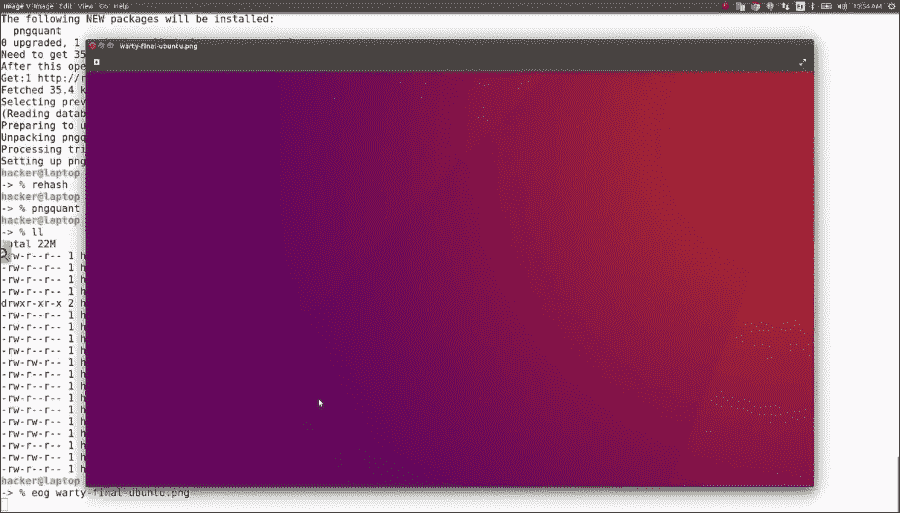 Image Viewer Image Edit View Go Help 10:54 AM
The following NEW packages will be installed:
pngquant
0 upgraded, 1
Need to get 35
After this ope
Get:1 http://
Fetched 35.4 k
Selecting prev
(Reading datab
Preparing to u
Unpacking pngq
Processing tri
Setting up png
hacker@laptop
-> % rehash
hacker@laptop
-> % pngquant
hacker@laptop
-> % ll
total 22M
-rw-r--r-- 1 h
-rw-r--r-- 1 h
-rw-r--r-- 1 h
-rw-r--r-- 1 h
drwxr-xr-x 2 h
-rw-r--r-- 1 h
-rw-r--r-- 1 h
-rw-r--r-- 1 h
-rw-r--r-- 1 h
-rw-rw-r-- 1 h
-rw-r--r-- 1 h
-rw-r--r-- 1 h
-rw-r--r-- 1 h
-rw-r--r-- 1 h
-rw-rw-r-- 1 h
-rw-rw-r-- 1 h
-rw-r--r-- 1 h
-rw-r--r-- 1 h
-rw-r--r-- 1 h
hacker@laptop
-> % eog warty-final-ubuntu.png
warty-final-ubuntu.png